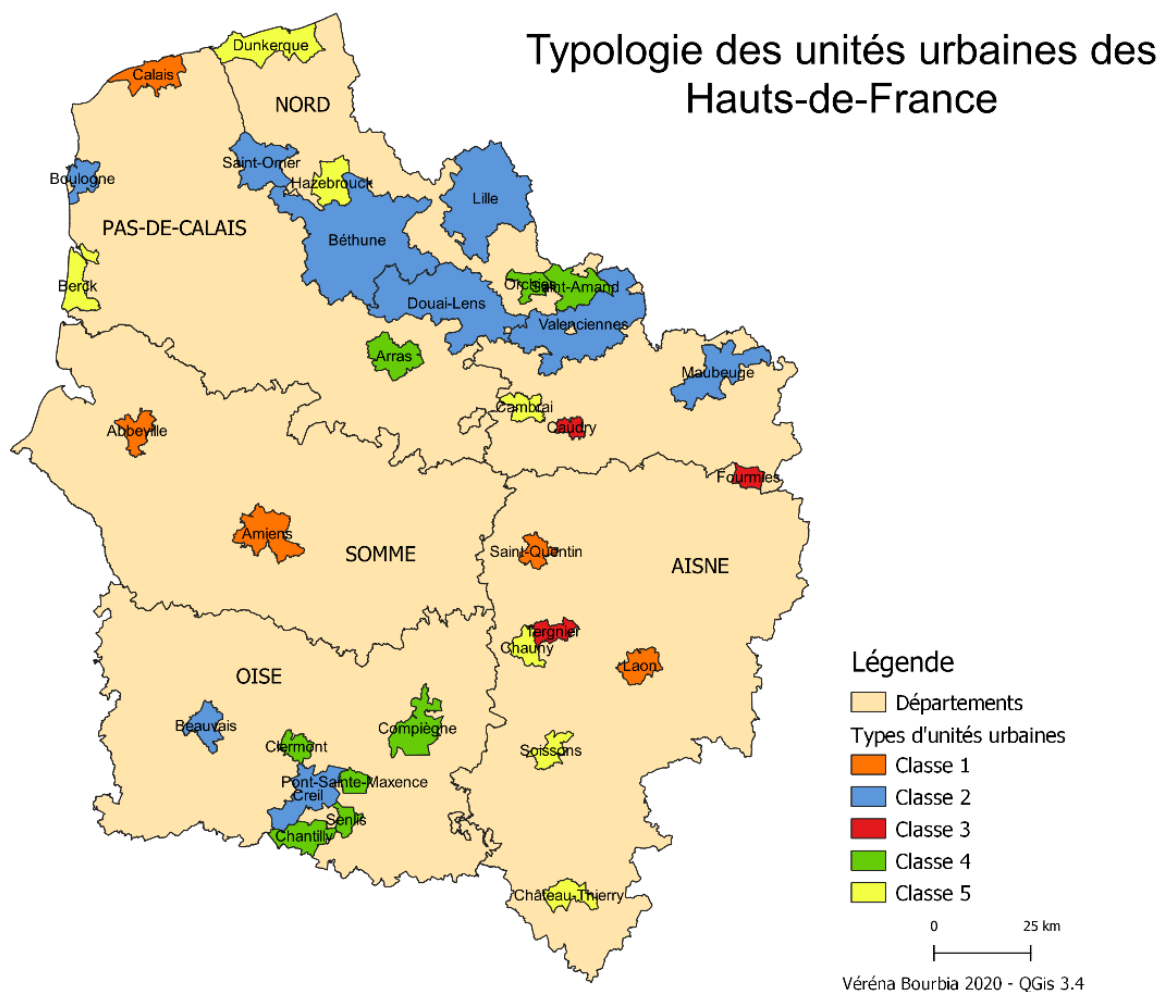 Typologie des unités urbaines des
Hauts-de-France
Dunkerque
Calais
NORD
Saint-Omer
Hazebrouck
Boulogne
Lille
PAS-DE-CALAIS
Béthune
Berck
Orchies
Saint-Amand
Douai-Lens
Valenciennes
Arras
Maubeuge
Cambrai
Caudry
Abbeville
Fourmies
Amiens
SOMME
Saint-Quentin
AISNE
Tergnier
Chauny
Laon
OISE
Beauvais
Compiègne
Clermont
Soissons
Pont-Sainte-Maxence
Creil
Senlis
Chantilly
Château-Thierry
Légende
Départements
Types d'unités urbaines
Classe 1
Classe 2
Classe 3
Classe 4
Classe 5
0 25 km
Véréna Bourbia 2020 - QGis 3.4